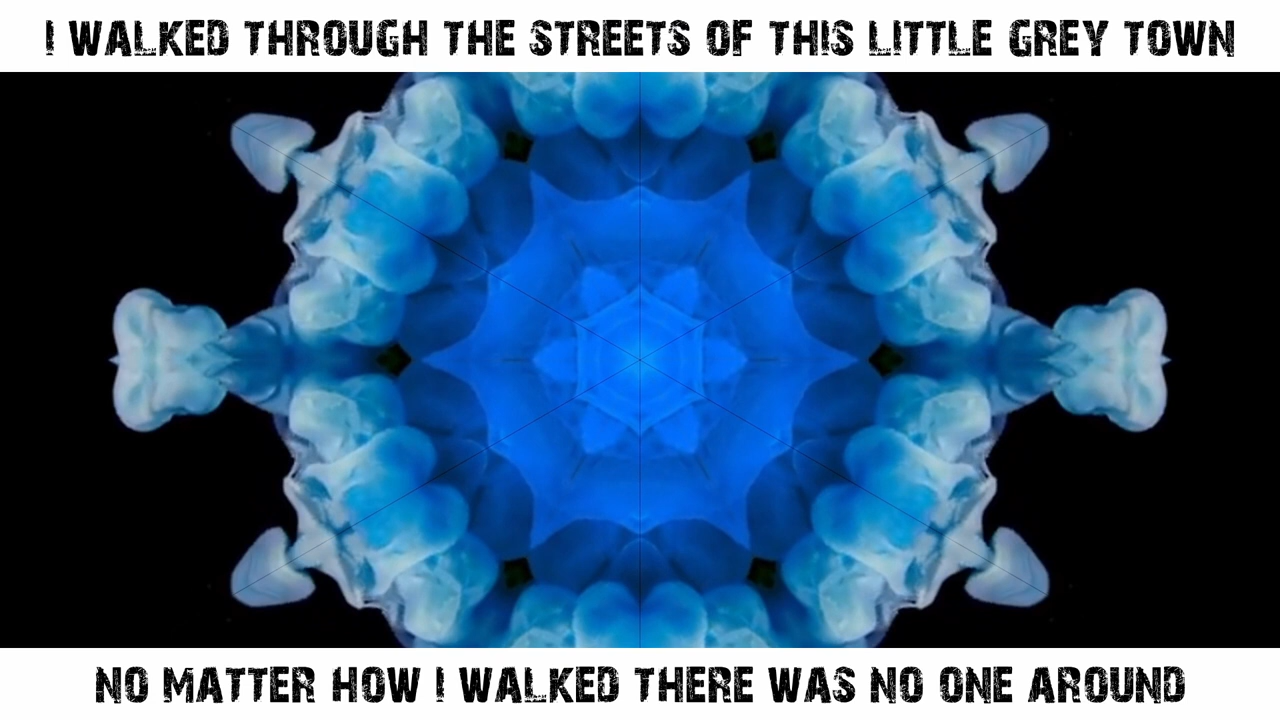 I WALKED THROUGH THE STREETS OF THIS LITTLE GREY TOWN
NO MATTER HOW I WALKED THERE WAS NO ONE AROUND